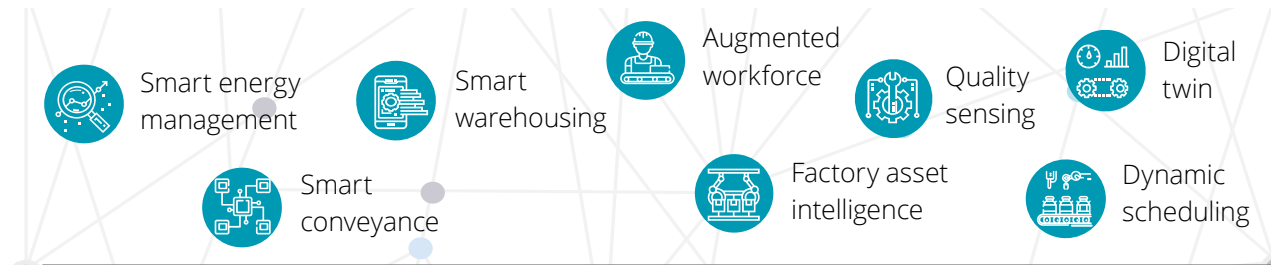 Smart energy
management
Smart
warehousing
Augmented
workforce
Quality
sensing
Digital
twin
Smart
conveyance
Factory asset
intelligence
Dynamic
scheduling